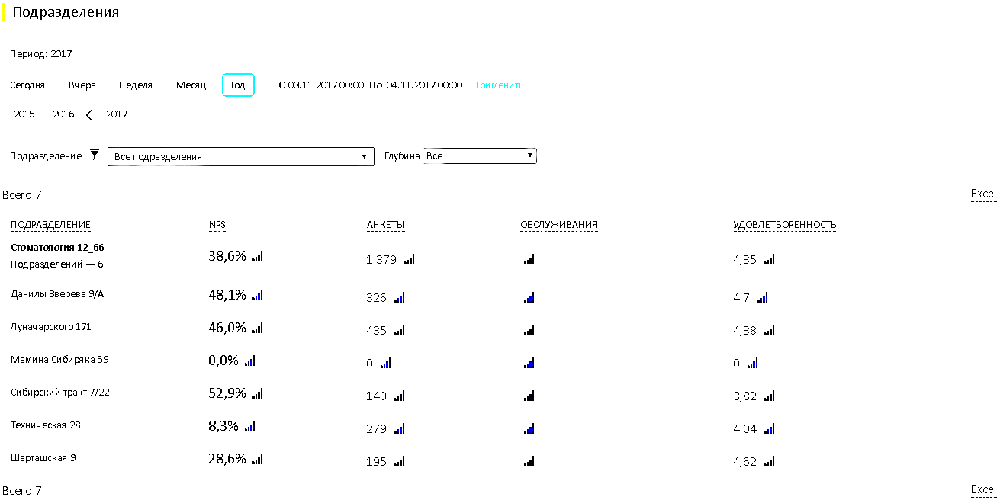 Подразделения
Период: 2017
Сегодня Вчера Неделя Месяц Год С 03.11.2017 00:00 По 04.11.2017 00:00 Применить
2015 2016 < 2017
Подразделение Все подразделения Глубина Все
Всего 7 Excel
ПОДРАЗДЕЛЕНИЕ NPS АНКЕТЫ ОБСЛУЖИВАНИЯ УДОВЛЕТВОРЕННОСТЬ
Стоматология 12_66 38,6% 1 379 4,35
Подразделений — 6
Данилы Зверева 9/А 48,1% 326 4,7
Луначарского 171 46,0% 435 4,38
Мамина Сибиряка 59 0,0% 0 0
Сибирский тракт 7/22 52,9% 140 3,82
Техническая 28 8,3% 279 4,04
Шарташская 9 28,6% 195 4,62
Всего 7 Excel